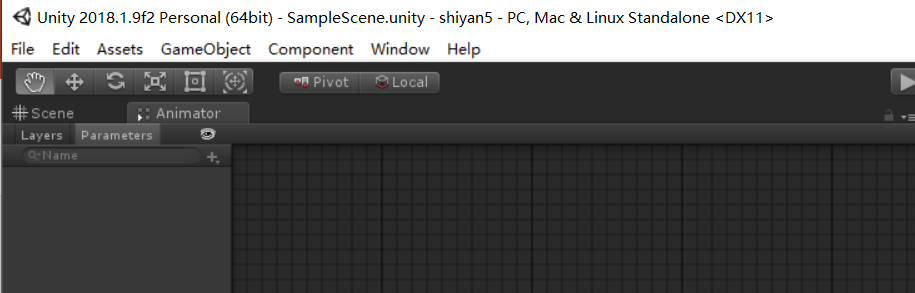 Unity 2018.1.9f2 Personal (64bit) - SampleScene.unity - shiyan5 - PC, Mac & Linux Standalone <DX11>
File Edit Assets GameObject Component Window Help
Pivot Local
Scene Animator
Layers Parameters
Name